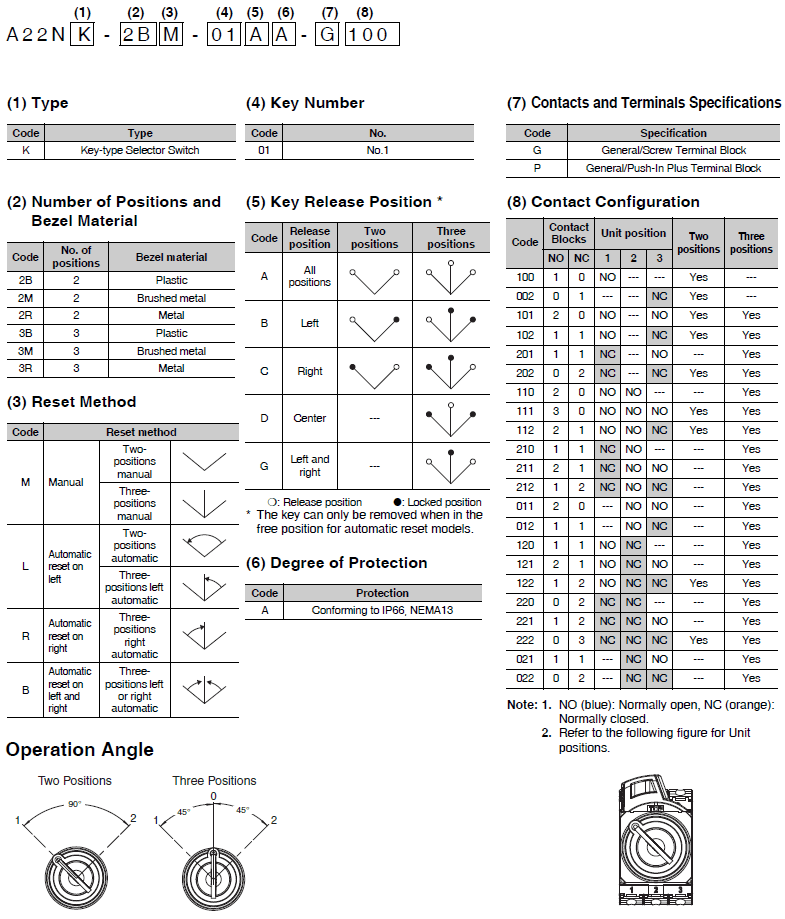 (1) (2) (3) (4) (5) (6) (7) (8)
A22N K - 2B M - 01 A A - G 100
(1) Type
Code Type
K Key-type Selector Switch
(2) Number of Positions and
Bezel Material
Code No. of positions Bezel material
2B 2 Plastic
2M 2 Brushed metal
2R 2 Metal
3B 3 Plastic
3M 3 Brushed metal
3R 3 Metal
(3) Reset Method
Code Reset method
M Manual Two-positions manual
Three-positions manual
L Automatic reset on left Two-positions automatic
Three-positions left automatic
R Automatic reset on right Three-positions right automatic
B Automatic reset on left and right Three-positions left or right automatic
(4) Key Number
Code No.
01 No.1
(5) Key Release Position *
Code Release position Two positions Three positions
A All positions
B Left
C Right
D Center ---
G Left and right ---
O: Release position ●: Locked position
* The key can only be removed when in the
free position for automatic reset models.
(6) Degree of Protection
Code Protection
A Conforming to IP66, NEMA13
(7) Contacts and Terminals Specifications
Code Specification
G General/Screw Terminal Block
P General/Push-In Plus Terminal Block
(8) Contact Configuration
Code Contact Blocks Unit position Two positions Three positions
NO NC 1 2 3
100 1 0 NO --- --- Yes ---
002 0 1 --- --- NC Yes ---
101 2 0 NO --- NO Yes Yes
102 1 1 NO --- NC Yes Yes
201 1 1 NC --- NO --- Yes
202 0 2 NC --- NC Yes Yes
110 2 0 NO NO --- --- Yes
111 3 0 NO NO NO Yes Yes
112 2 1 NO NO NC Yes Yes
210 1 1 NC NO --- --- Yes
211 2 1 NC NO NO --- Yes
212 1 2 NC NO NC --- Yes
011 2 0 --- NO NO --- Yes
012 1 1 --- NO NC --- Yes
120 1 1 NO NC --- --- Yes
121 2 1 NO NC NO --- Yes
122 1 2 NO NC NC Yes Yes
220 0 2 NC NC --- --- Yes
221 1 2 NC NC NO --- Yes
222 0 3 NC NC NC Yes Yes
021 1 1 --- NC NO --- Yes
022 0 2 --- NC NC --- Yes
Note: 1. NO (blue): Normally open, NC (orange):
Normally closed.
2. Refer to the following figure for Unit
positions.
Operation Angle
Two Positions
1 90° 2
Three Positions
1 45° 0 45° 2
TOP
1 2 3